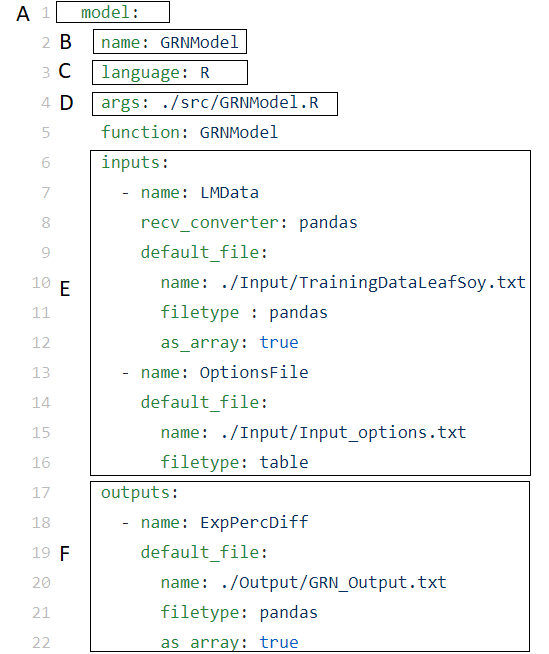 A 1 model:
2 B name: GRNModel
3 C language: R
4 D args: ./src/GRNModel.R
5 function: GRNModel
6 inputs:
7 - name: LMData
8 recv_converter: pandas
9 default_file:
10 E name: ./Input/TrainingDataLeafSoy.txt
11 filetype : pandas
12 as_array: true
13 - name: OptionsFile
14 default_file:
15 name: ./Input/Input_options.txt
16 filetype: table
17 outputs:
18 - name: ExpPercDiff
19 F default_file:
20 name: ./Output/GRN_Output.txt
21 filetype: pandas
22 as_array: true